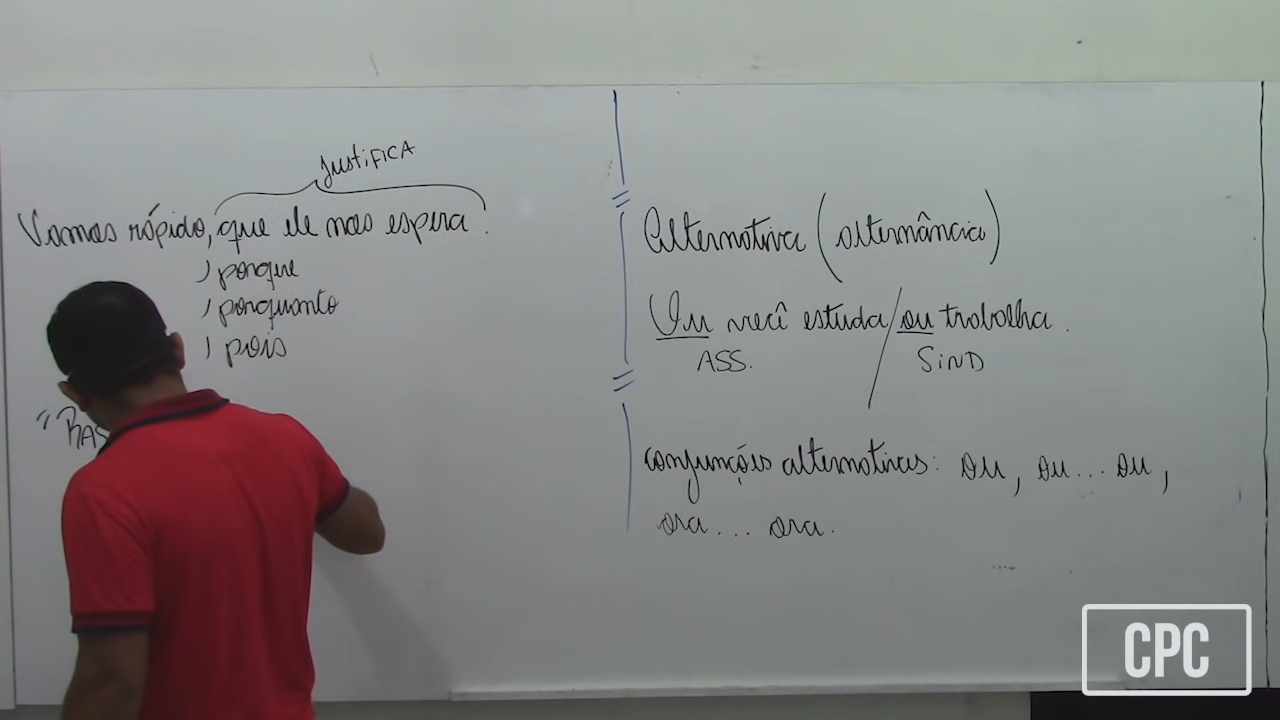 Justifica
Vamos rápido, que ele nos espera.
, porque
, porquanto
, pois
Alternativa (alternância)
Ou você estuda / ou trabalha.
ASS. SIND
conjunções alternativas: ou, ou... ou,
ora... ora.
CPC